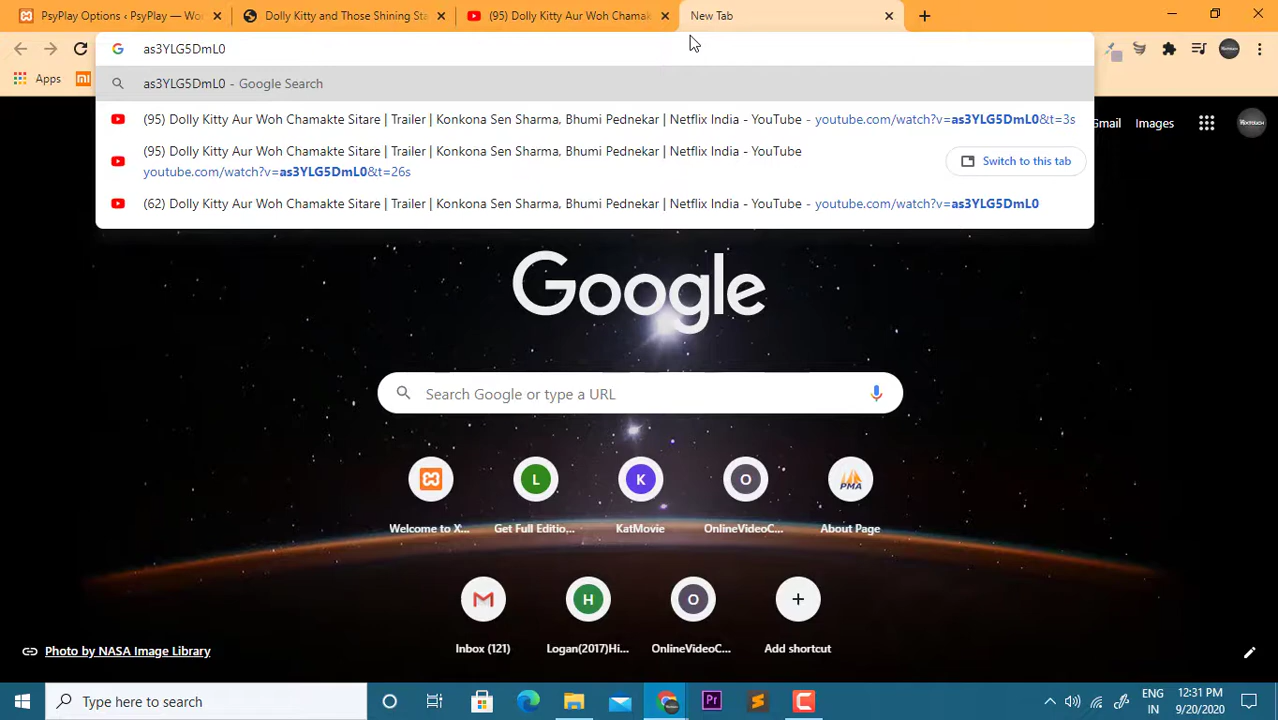 PsyPlay Options ‹ PsyPlay — Wo
Dolly Kitty and Those Shining Sta
(95) Dolly Kitty Aur Woh Chamak
New Tab
as3YLG5DmL0
as3YLG5DmL0 - Google Search
(95) Dolly Kitty Aur Woh Chamakte Sitare | Trailer | Konkona Sen Sharma, Bhumi Pednekar | Netflix India - YouTube - youtube.com/watch?v=as3YLG5DmL0&t=3s
(95) Dolly Kitty Aur Woh Chamakte Sitare | Trailer | Konkona Sen Sharma, Bhumi Pednekar | Netflix India - YouTube
youtube.com/watch?v=as3YLG5DmL0&t=26s
Switch to this tab
(62) Dolly Kitty Aur Woh Chamakte Sitare | Trailer | Konkona Sen Sharma, Bhumi Pednekar | Netflix India - YouTube - youtube.com/watch?v=as3YLG5DmL0
Apps
Gmail
Images
Google
Search Google or type a URL
Welcome to X...
Get Full Editio,...
KatMovie
OnlineVideoC...
About Page
L
K
O
PMA
H
O
Inbox (121)
Logan(2017)Hi...
OnlineVideoC...
Add shortcut
Photo by NASA Image Library
Type here to search
Pr
ENG
IN
12:31 PM
9/20/2020